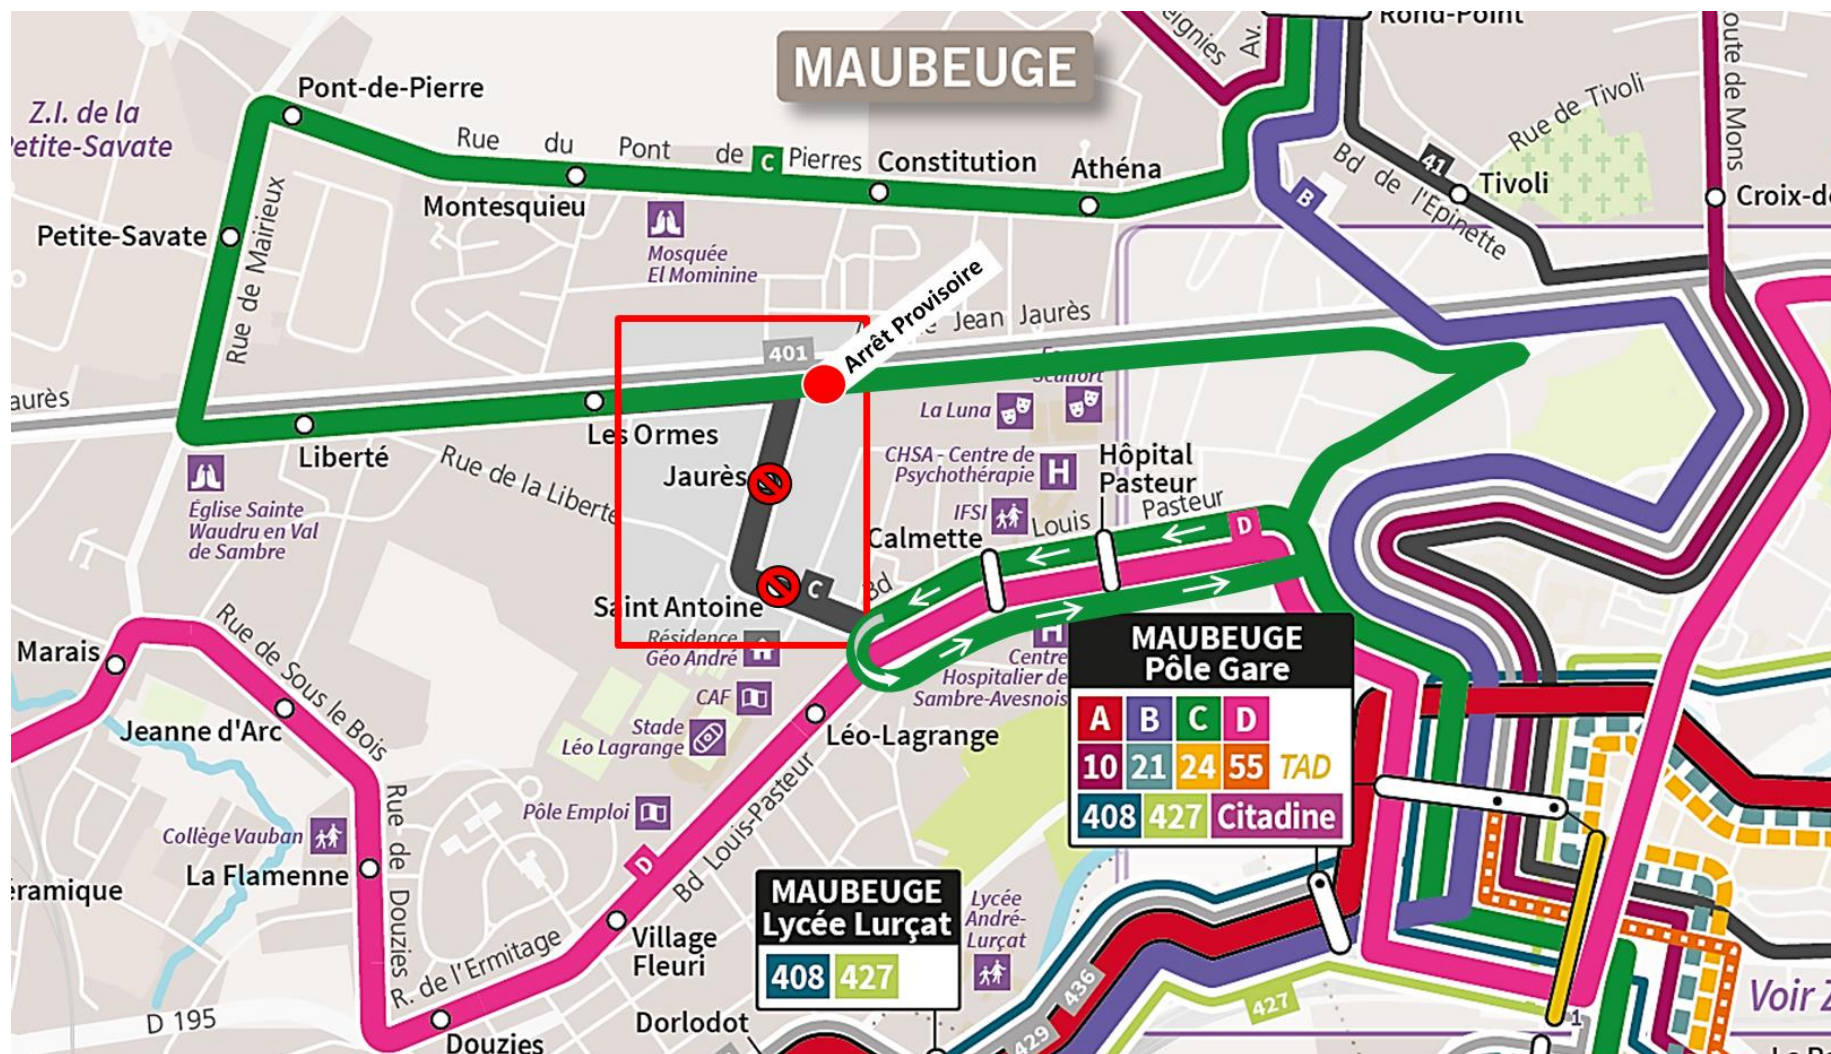 MAUBEUGE
Rond-Point
Av.
Pont-de-Pierre
Z.I. de la
Petite-Savate
Rue du Pont de C Pierres
Constitution
Athéna
Montesquieu
Petite-Savate
Rue de Mairieux
Mosquée
El Mominine
B
Bd de l'Epinette
41
Tivoli
Rue de Tivoli
oute de Mons
Croix-de
Arrêt Provisoire
Jean Jaurès
401
aurès
Liberté
Les Ormes
La Luna
Rue de la Liberté
Jaurès
CHSA - Centre de
Psychothérapie
H
Hôpital
Pasteur
Église Sainte
Waudru en Val
de Sambre
IFSI
Bd Louis Pasteur
D
Calmette
C
Saint Antoine
Résidence
Géo André
H
Centre
Hospitalier de
Sambre-Avesnois
Marais
Rue de Sous le Bois
Jeanne d'Arc
CAF
Stade
Léo Lagrange
Léo-Lagrange
MAUBEUGE
Pôle Gare
A B C D
10 21 24 55 TAD
408 427 Citadine
Pôle Emploi
Collège Vauban
La Flamenne
éramique
Rue de Douzies
D
Bd Louis-Pasteur
MAUBEUGE
Lycée Lurçat
408 427
Lycée
André-
Lurçat
Village
Fleuri
R. de l'Ermitage
D 195
Douzies
Dorlodot
436
429
427
1
Voir Z